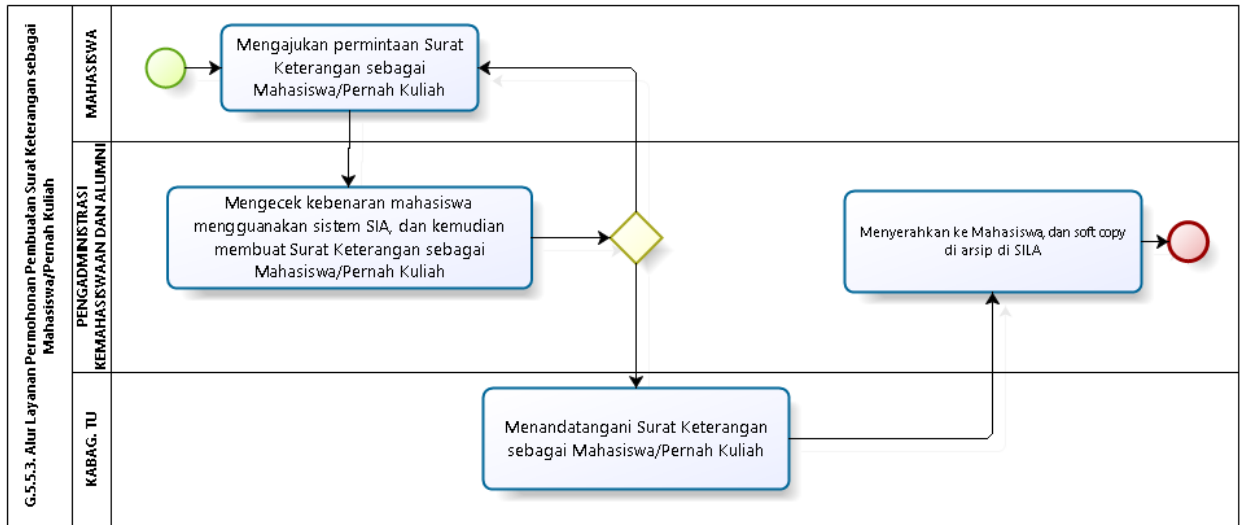 G.5.5.3. Alur Layanan Permohonan Pembuatan Surat Keterangan sebagai
Mahasiswa/Pernah Kuliah
MAHASISWA
Mengajukan permintaan Surat
Keterangan sebagai
Mahasiswa/Pernah Kuliah
PENGADMINISTRASI
KEMAHASISWAAN DAN ALUMNI
Mengecek kebenaran mahasiswa
mengguanakan sistem SIA, dan kemudian
membuat Surat Keterangan sebagai
Mahasiswa/Pernah Kuliah
Menyerahkan ke Mahasiswa, dan soft copy
di arsip di SILA
KABAG. TU
Menandatangani Surat Keterangan
sebagai Mahasiswa/Pernah Kuliah